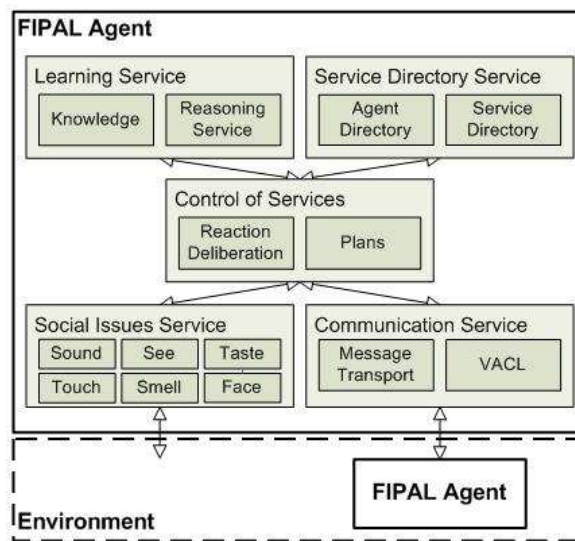 FIPAL Agent
Learning Service
Knowledge
Reasoning
Service
Service Directory Service
Agent
Directory
Service
Directory
Control of Services
Reaction
Deliberation
Plans
Social Issues Service
Sound
See
Taste
Touch
Smell
Face
Communication Service
Message
Transport
VACL
FIPAL Agent
Environment